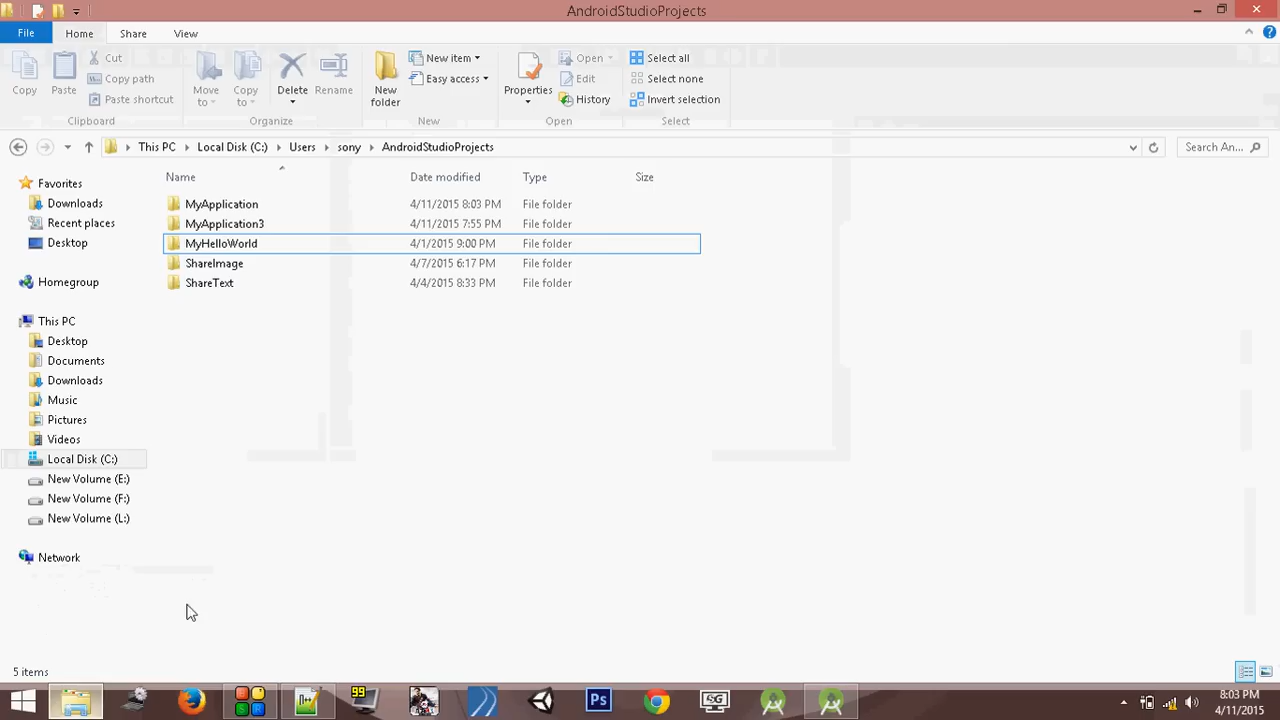 AndroidStudioProjects
File Home Share View
Copy Paste Cut Copy path Paste shortcut Move to Copy to Delete Rename New folder New item Easy access Properties Open Edit History Select all Select none Invert selection
Clipboard Organize New Open Select
This PC Local Disk (C:) Users sony AndroidStudioProjects Search An...
Name Date modified Type Size
MyApplication 4/11/2015 8:03 PM File folder
MyApplication3 4/11/2015 7:55 PM File folder
MyHelloWorld 4/1/2015 9:00 PM File folder
ShareImage 4/7/2015 6:17 PM File folder
ShareText 4/4/2015 8:33 PM File folder
Favorites
Downloads
Recent places
Desktop
Homegroup
This PC
Desktop
Documents
Downloads
Music
Pictures
Videos
Local Disk (C:)
New Volume (E:)
New Volume (F:)
New Volume (L:)
Network
5 items
99 Ps SG 8:03 PM
4/11/2015